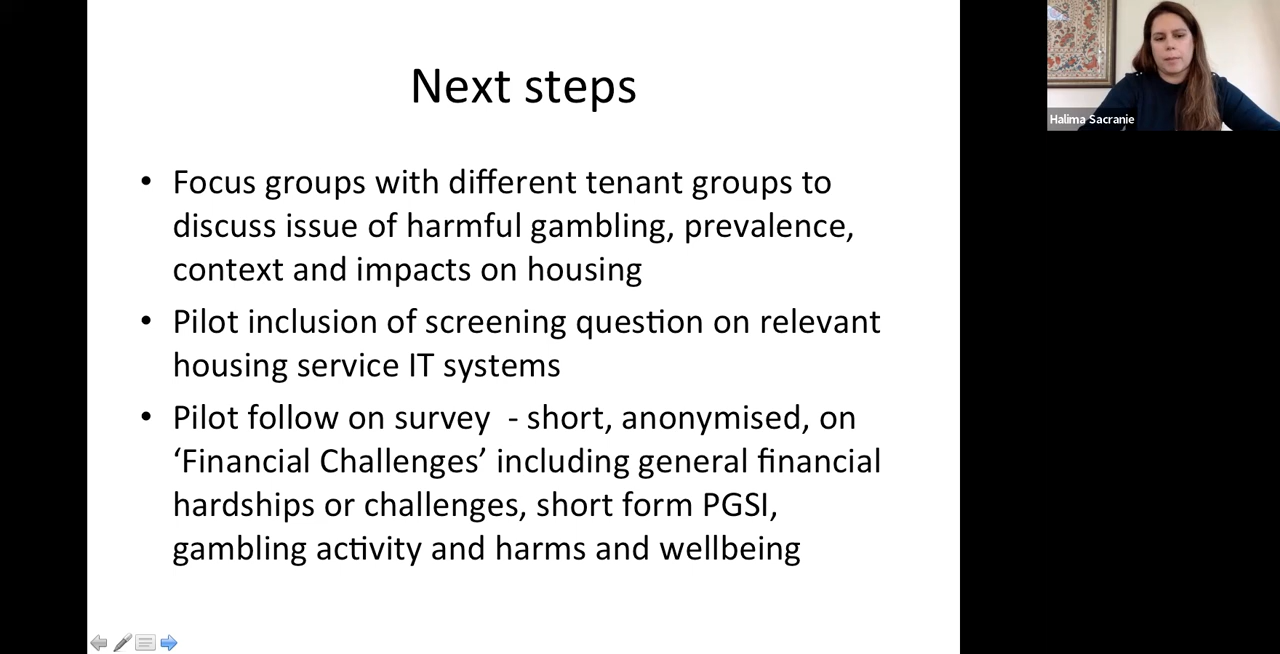 Next steps
• Focus groups with different tenant groups to
discuss issue of harmful gambling, prevalence,
context and impacts on housing
• Pilot inclusion of screening question on relevant
housing service IT systems
• Pilot follow on survey  - short, anonymised, on
‘Financial Challenges’ including general financial
hardships or challenges, short form PGSI,
gambling activity and harms and wellbeing
Halima Sacranie